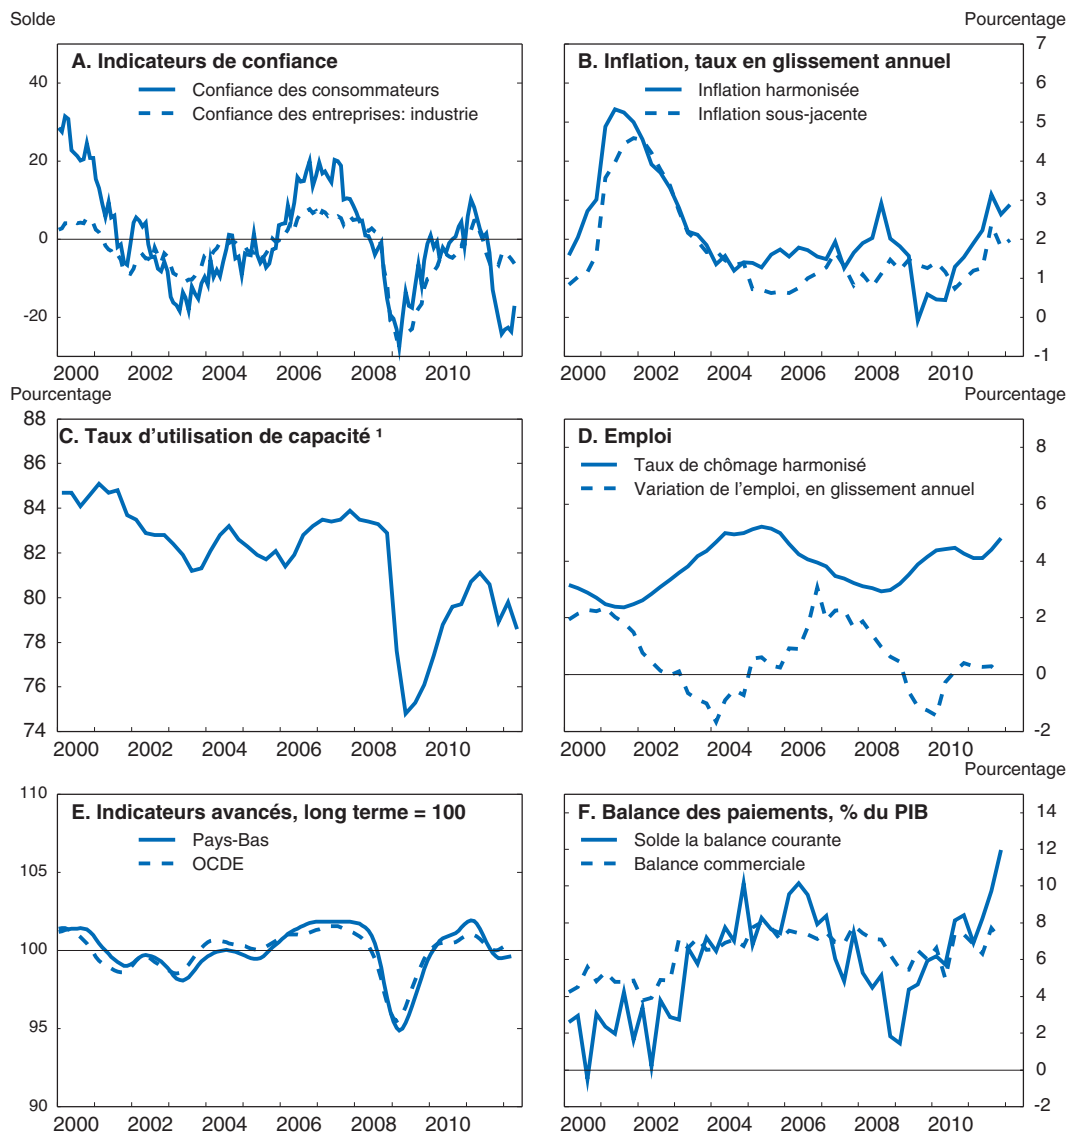 Solde
Pourcentage
A. Indicateurs de confiance
Confiance des consommateurs
Confiance des entreprises: industrie
40
20
0
-20
2000 2002 2004 2006 2008 2010
B. Inflation, taux en glissement annuel
Inflation harmonisée
Inflation sous-jacente
7
6
5
4
3
2
1
0
-1
2000 2002 2004 2006 2008 2010
Pourcentage
Pourcentage
C. Taux d'utilisation de capacité ¹
88
86
84
82
80
78
76
74
2000 2002 2004 2006 2008 2010
D. Emploi
Taux de chômage harmonisé
Variation de l'emploi, en glissement annuel
8
6
4
2
0
-2
2000 2002 2004 2006 2008 2010
Pourcentage
E. Indicateurs avancés, long terme = 100
Pays-Bas
OCDE
110
105
100
95
90
2000 2002 2004 2006 2008 2010
F. Balance des paiements, % du PIB
Solde la balance courante
Balance commerciale
14
12
10
8
6
4
2
0
-2
2000 2002 2004 2006 2008 2010